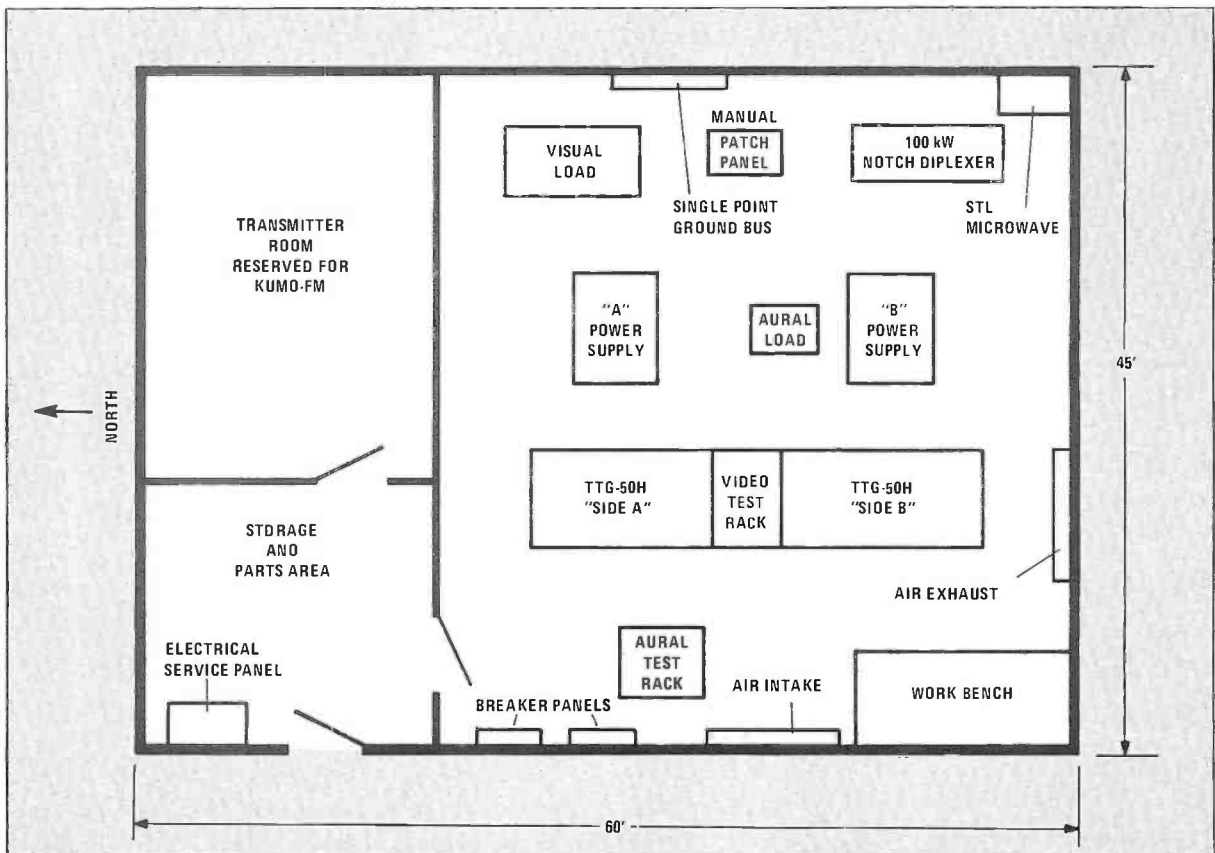 MANUAL
PATCH
PANEL
VISUAL
LOAD
100 kW
NOTCH DIPLEXER
SINGLE POINT
GROUND BUS
STL
MICROWAVE
TRANSMITTER
ROOM
RESERVED FOR
KUMO-FM
"A"
POWER
SUPPLY
AURAL
LOAD
"B"
POWER
SUPPLY
45'
NORTH
TTG-50H
"SIDE A"
VIDEO
TEST
RACK
TTG-50H
"SIOE B"
STORAGE
AND
PARTS AREA
AIR EXHAUST
ELECTRICAL
SERVICE PANEL
AURAL
TEST
RACK
BREAKER PANELS
AIR INTAKE
WORK BENCH
60'